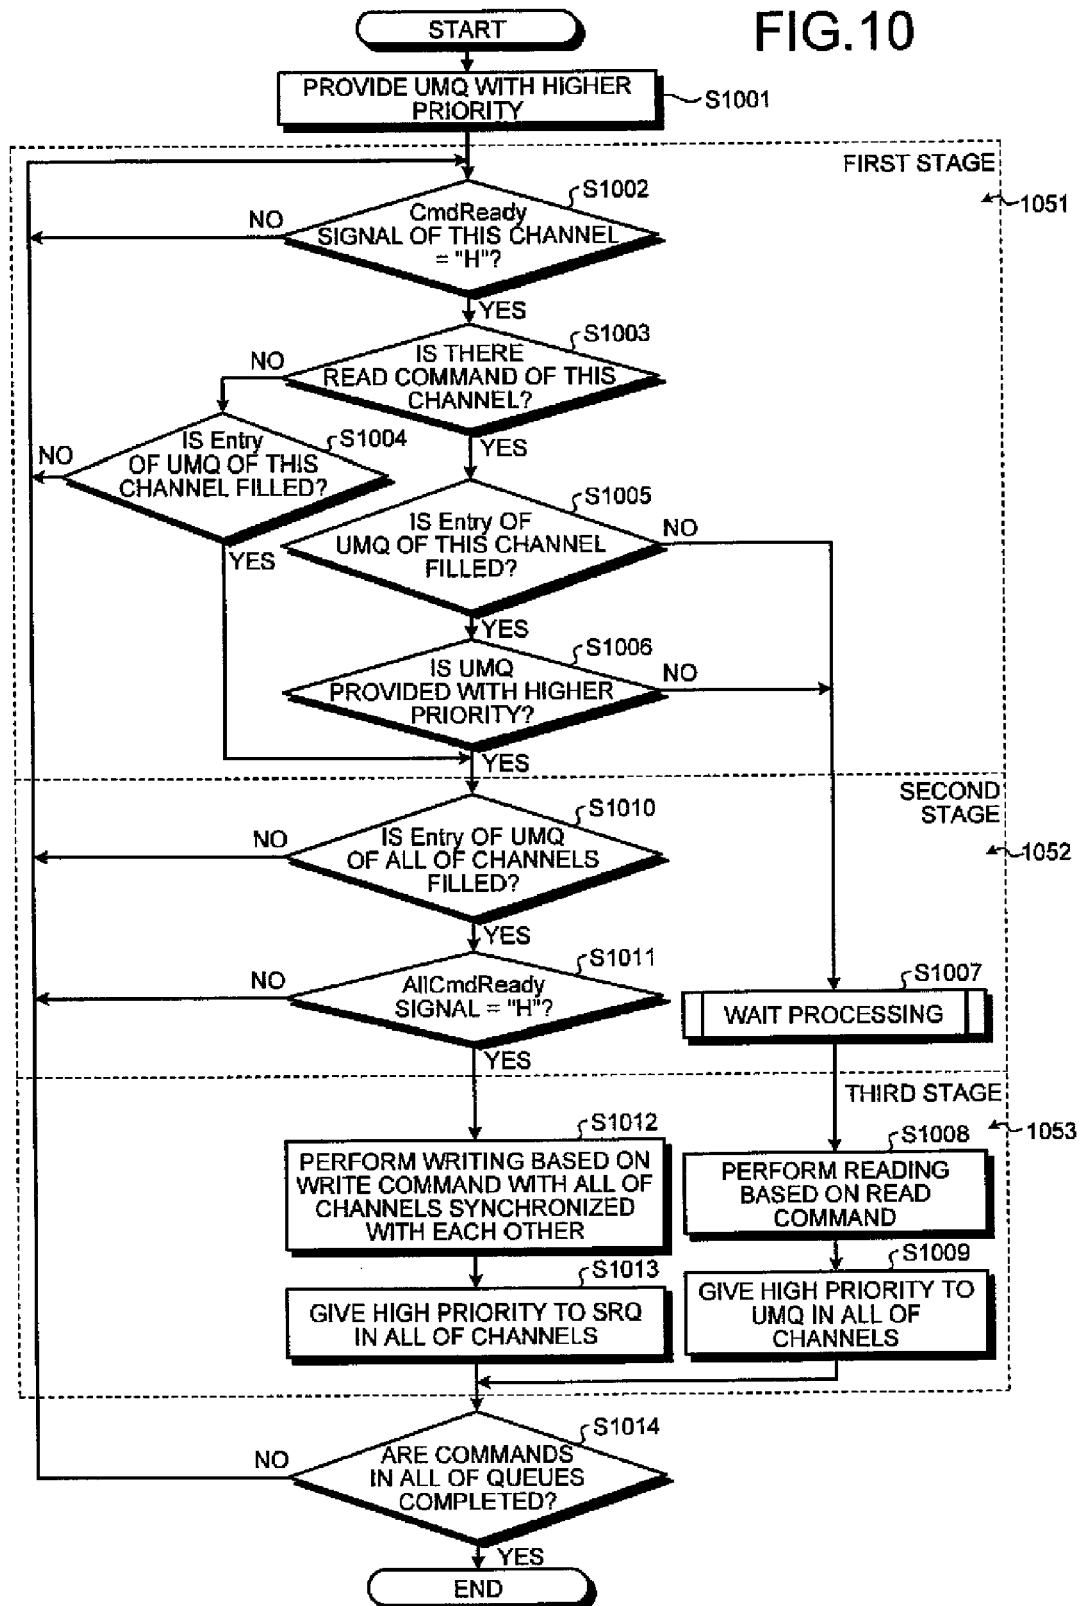 FIG.10
START
PROVIDE UMQ WITH HIGHER
PRIORITY
S1001
FIRST STAGE
1051
S1002
CmdReady
SIGNAL OF THIS CHANNEL
= "H"?
NO
YES
S1003
IS THERE
READ COMMAND OF THIS
CHANNEL?
NO
YES
S1004
IS Entry
OF UMQ OF THIS
CHANNEL FILLED?
NO
YES
S1005
IS Entry OF
UMQ OF THIS CHANNEL
FILLED?
NO
YES
S1006
IS UMQ
PROVIDED WITH HIGHER
PRIORITY?
NO
YES
SECOND
STAGE
1052
S1010
IS Entry OF UMQ
OF ALL OF CHANNELS
FILLED?
NO
YES
S1011
AllCmdReady
SIGNAL = "H"?
NO
YES
S1007
WAIT PROCESSING
THIRD STAGE
1053
S1012
PERFORM WRITING BASED ON
WRITE COMMAND WITH ALL OF
CHANNELS SYNCHRONIZED
WITH EACH OTHER
S1008
PERFORM READING
BASED ON READ
COMMAND
S1013
GIVE HIGH PRIORITY TO SRQ
IN ALL OF CHANNELS
S1009
GIVE HIGH PRIORITY TO
UMQ IN ALL OF
CHANNELS
S1014
ARE COMMANDS
IN ALL OF QUEUES
COMPLETED?
NO
YES
END